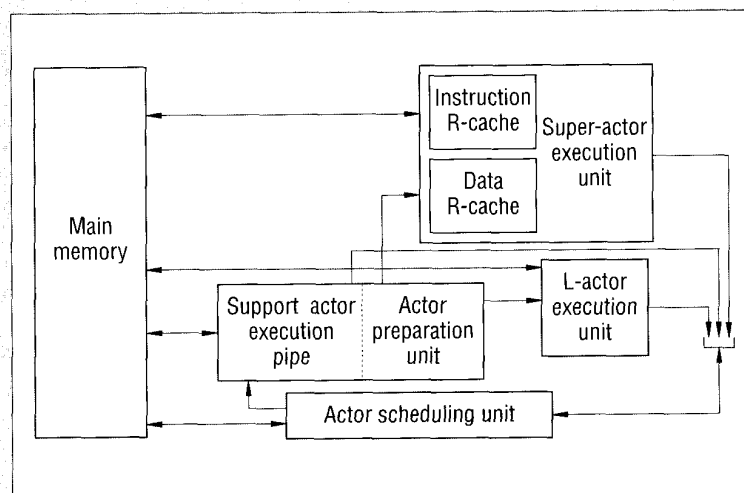 Instruction
R-cache
Super-actor
execution
unit
Data
R-cache
Main
memory
L-actor
execution
unit
Support actor
execution
pipe
Actor
preparation
unit
Actor scheduling unit